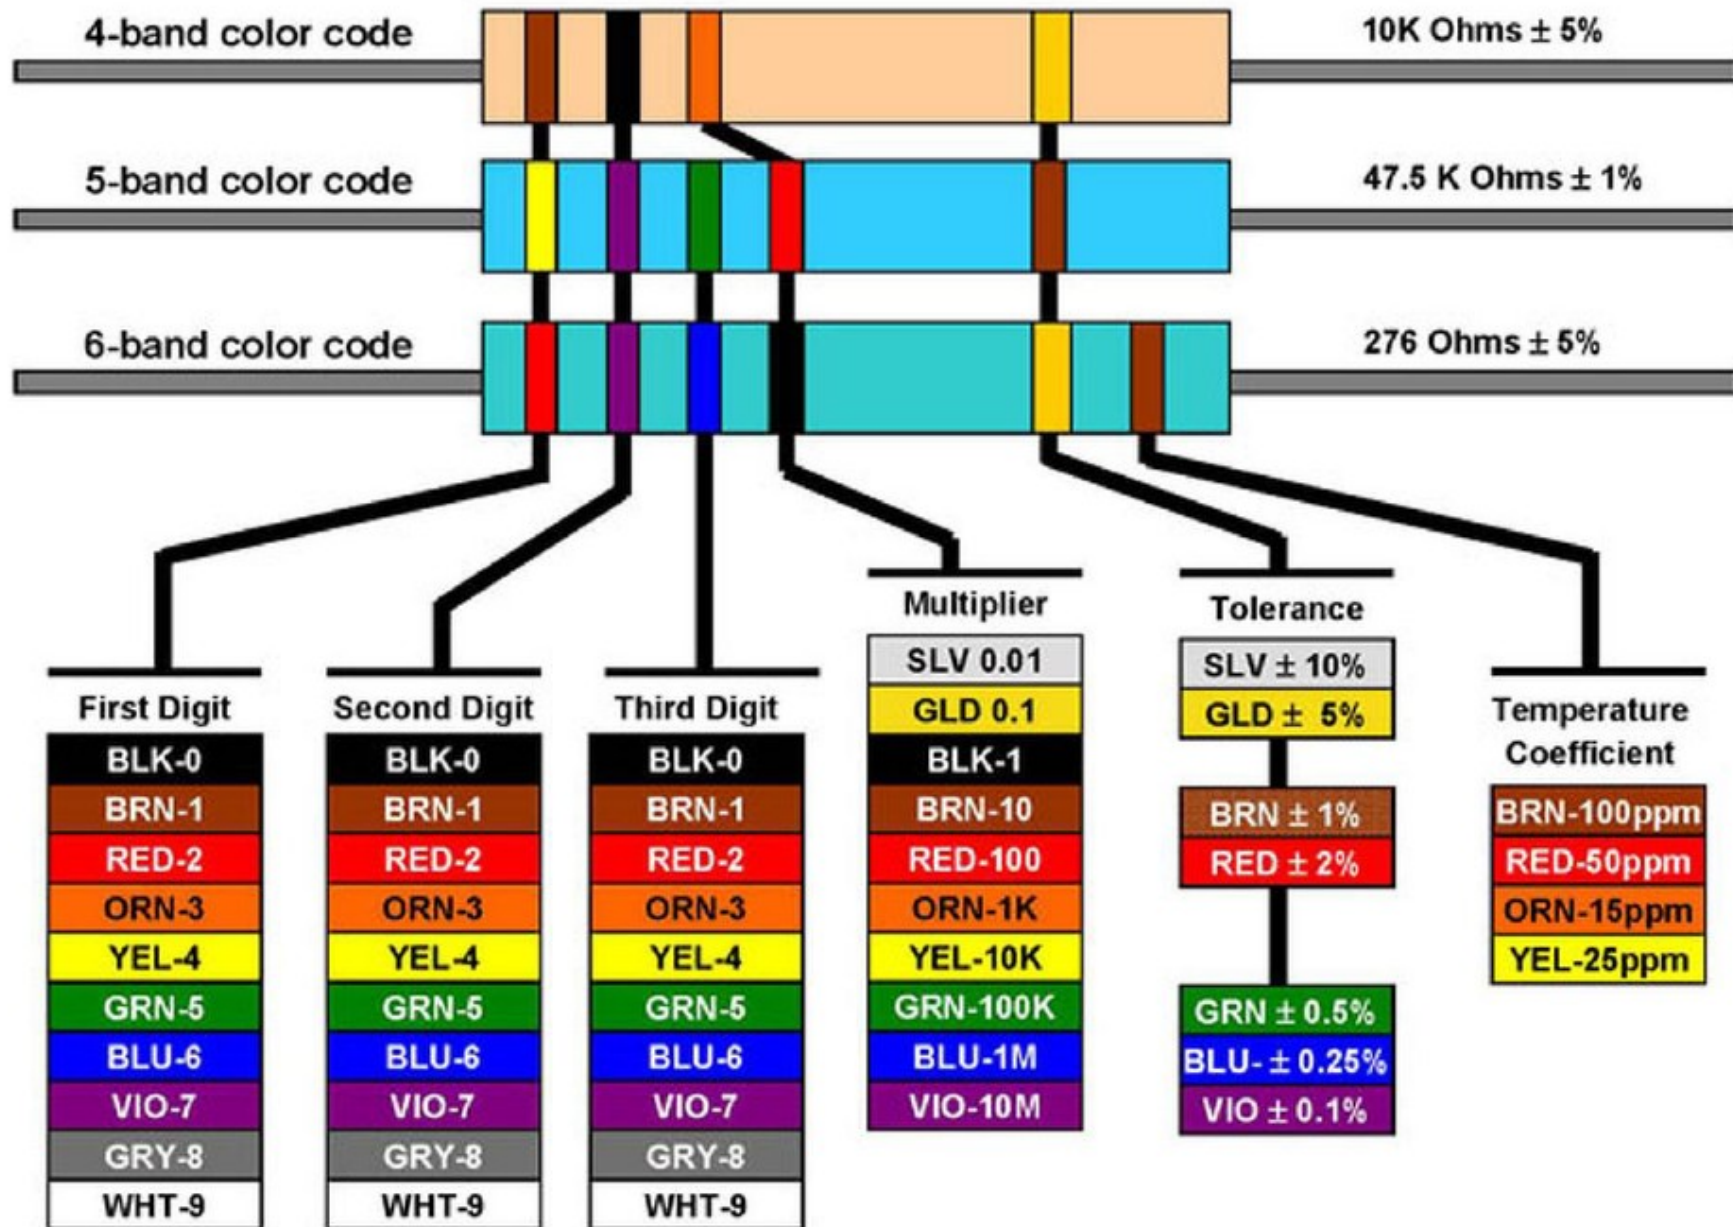 4-band color code
10K Ohms ± 5%
5-band color code
47.5 K Ohms ± 1%
6-band color code
276 Ohms ± 5%
First Digit
BLK-0
BRN-1
RED-2
ORN-3
YEL-4
GRN-5
BLU-6
VIO-7
GRY-8
WHT-9
Second Digit
BLK-0
BRN-1
RED-2
ORN-3
YEL-4
GRN-5
BLU-6
VIO-7
GRY-8
WHT-9
Third Digit
BLK-0
BRN-1
RED-2
ORN-3
YEL-4
GRN-5
BLU-6
VIO-7
GRY-8
WHT-9
Multiplier
SLV 0.01
GLD 0.1
BLK-1
BRN-10
RED-100
ORN-1K
YEL-10K
GRN-100K
BLU-1M
VIO-10M
Tolerance
SLV ± 10%
GLD ± 5%
BRN ± 1%
RED ± 2%
GRN ± 0.5%
BLU- ± 0.25%
VIO ± 0.1%
Temperature
Coefficient
BRN-100ppm
RED-50ppm
ORN-15ppm
YEL-25ppm